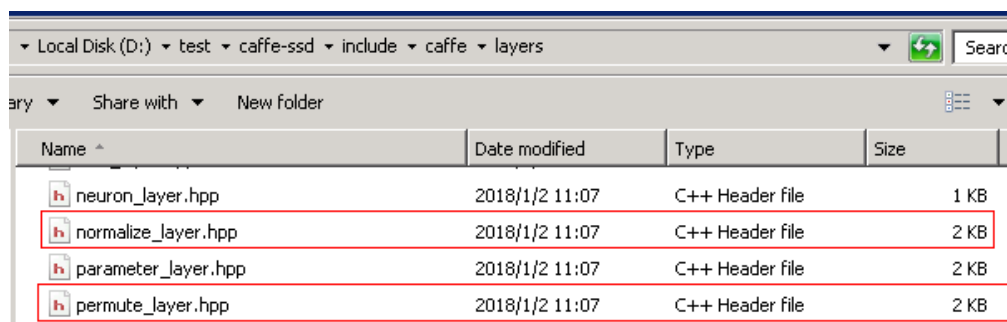 Local Disk (D:) test caffe-ssd include caffe layers
Share with New folder
Name Date modified Type Size
neuron_layer.hpp 2018/1/2 11:07 C++ Header file 1 KB
normalize_layer.hpp 2018/1/2 11:07 C++ Header file 2 KB
parameter_layer.hpp 2018/1/2 11:07 C++ Header file 2 KB
permute_layer.hpp 2018/1/2 11:07 C++ Header file 2 KB